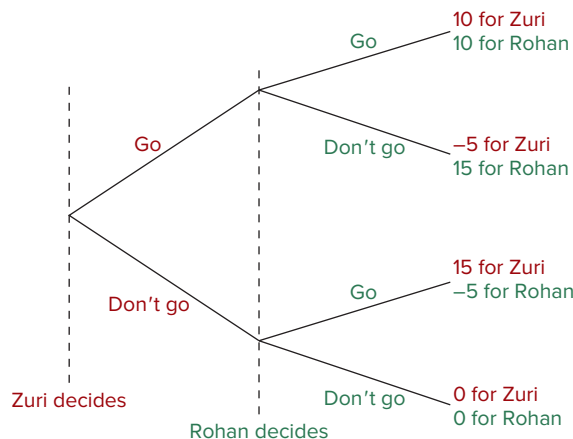 10 for Zuri
10 for Rohan
Go
Go
Don't go
–5 for Zuri
15 for Rohan
Don't go
Go
15 for Zuri
–5 for Rohan
Don't go
0 for Zuri
0 for Rohan
Zuri decides
Rohan decides